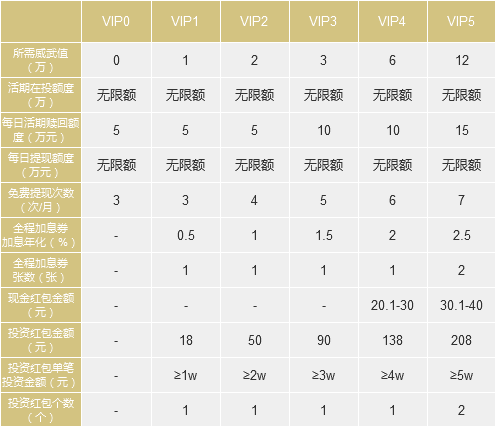 VIP0 VIP1 VIP2 VIP3 VIP4 VIP5
所需威武值
（万） 0 1 2 3 6 12
活期在投额度
（万） 无限额 无限额 无限额 无限额 无限额 无限额
每日活期赎回额
度（万元） 5 5 5 10 10 15
每日提现额度
（万元） 无限额 无限额 无限额 无限额 无限额 无限额
免费提现次数
（次/月） 3 3 4 5 6 7
全程加息券
加息年化（%） - 0.5 1 1.5 2 2.5
全程加息券
张数（张） - 1 1 1 1 2
现金红包金额
（元） - - - - 20.1-30 30.1-40
投资红包金额
（元） - 18 50 90 138 208
投资红包单笔
投资金额（元） - ≥1w ≥2w ≥3w ≥4w ≥5w
投资红包个数
（个） - 1 1 1 1 2